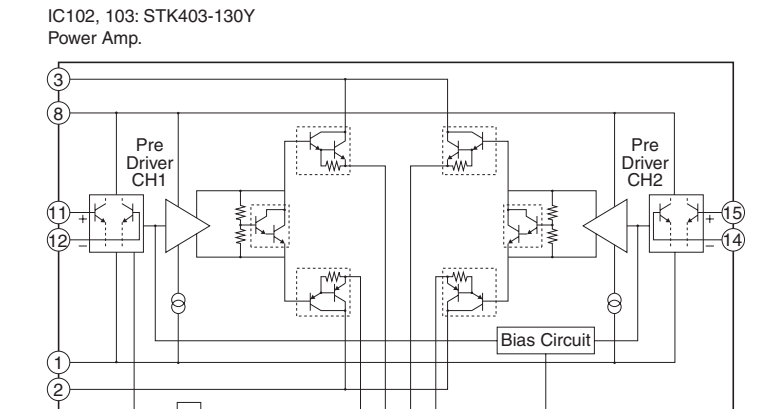 IC102, 103: STK403-130Y
Power Amp.
3
8
Pre
Driver
CH1
Pre
Driver
CH2
11
+
12
−
+
15
−
14
Bias Circuit
1
2